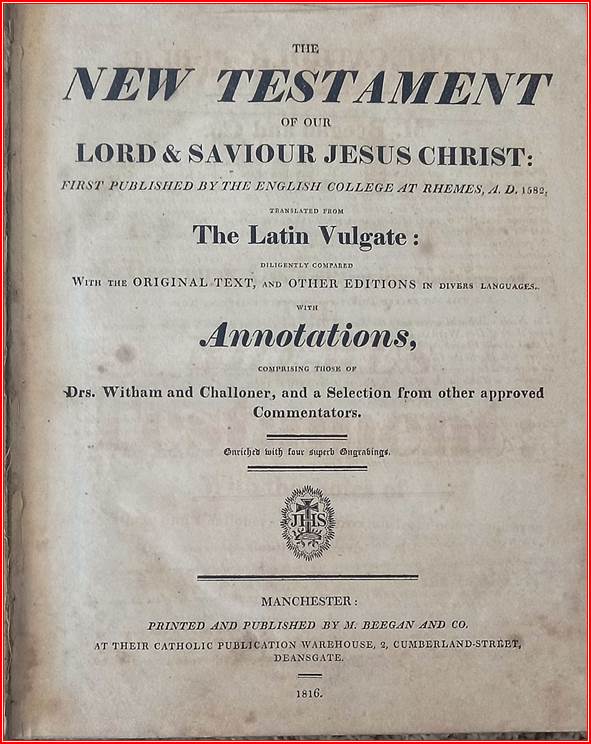 THE
NEW TESTAMENT
OF OUR
LORD & SAVIOUR JESUS CHRIST:
FIRST PUBLISHED BY THE ENGLISH COLLEGE AT RHEMES, A. D. 1582,
TRANSLATED FROM
The Latin Vulgate:
DILIGENTLY COMPARED
WITH THE ORIGINAL TEXT, AND OTHER EDITIONS IN DIVERS LANGUAGES.
WITH
Annotations,
COMPRISING THOSE OF
Drs. Witham and Challoner, and a Selection from other approved
Commentators.
Enriched with four superb Engravings.
JHS
MANCHESTER:
PRINTED AND PUBLISHED BY M. BEEGAN AND CO.
AT THEIR CATHOLIC PUBLICATION WAREHOUSE, 2, CUMBERLAND-STREET,
DEANSGATE.
1816.